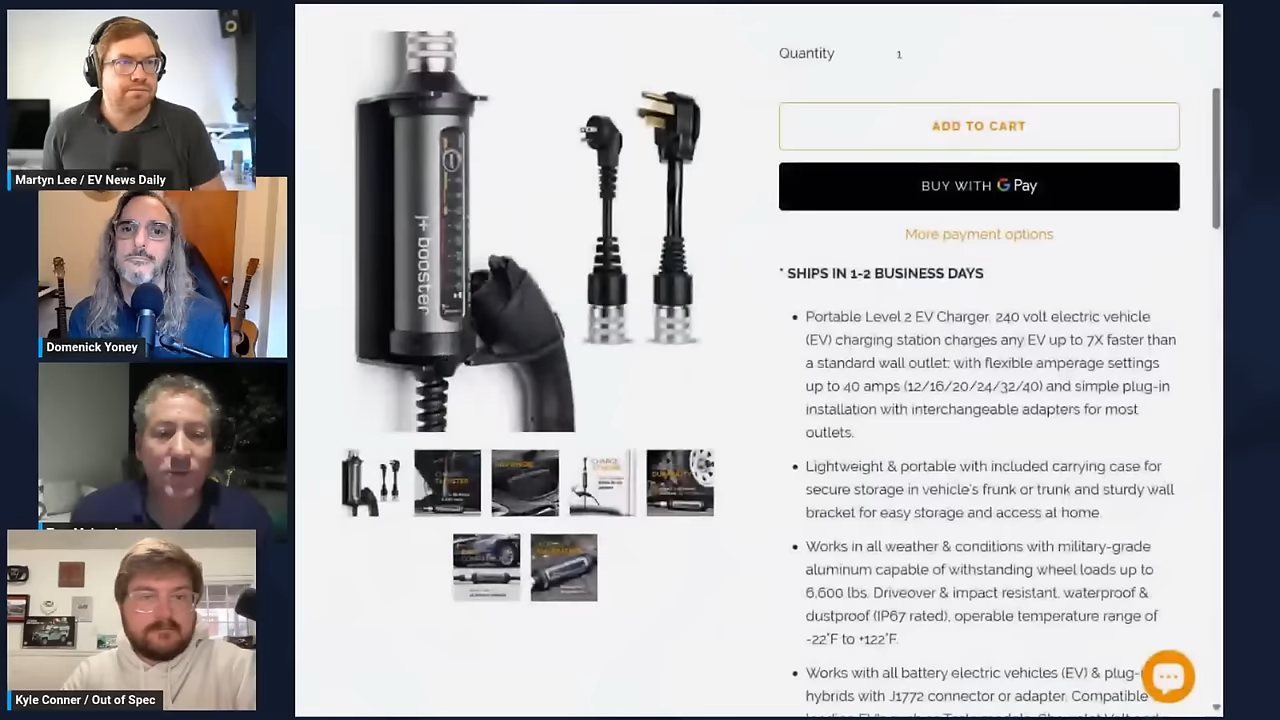 Martyn Lee / EV News Daily
Domenick Yoney
Kyle Conner / Out of Spec
j+ booster
Quantity 1
ADD TO CART
BUY WITH G Pay
More payment options
* SHIPS IN 1-2 BUSINESS DAYS
• Portable Level 2 EV Charger. 240 volt electric vehicle
(EV) charging station charges any EV up to 7X faster than
a standard wall outlet: with flexible amperage settings
up to 40 amps (12/16/20/24/32/40) and simple plug-in
installation with interchangeable adapters for most
outlets.
• Lightweight & portable with included carrying case for
secure storage in vehicle's frunk or trunk and sturdy wall
bracket for easy storage and access at home.
• Works in all weather & conditions with military-grade
aluminum capable of withstanding wheel loads up to
6,600 lbs. Driveover & impact resistant, waterproof &
dustproof (IP67 rated), operable temperature range of
-22°F to +122°F.
• Works with all battery electric vehicles (EV) & plug-
hybrids with J1772 connector or adapter. Compatible